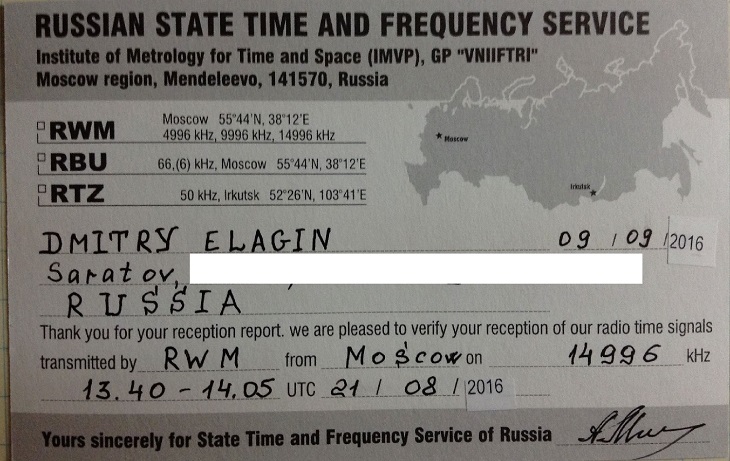 RUSSIAN STATE TIME AND FREQUENCY SERVICE
Institute of Metrology for Time and Space (IMVP), GP "VNIIFTRI"
Moscow region, Mendeleevo, 141570, Russia
RWM Moscow 55°44'N, 38°12'E
4996 kHz, 9996 kHz, 14996 kHz
RBU 66,(6) kHz, Moscow 55°44'N, 38°12'E
RTZ 50 kHz, Irkutsk 52°26'N, 103°41'E
Moscow
Irkutsk
DMITRY ELAGIN 09 / 09 / 2016
Saratov,
RUSSIA
Thank you for your reception report. we are pleased to verify your reception of our radio time signals
transmitted by RWM from Moscow on 14996 kHz
13.40 - 14.05 UTC 21 / 08 / 2016
Yours sincerely for State Time and Frequency Service of Russia